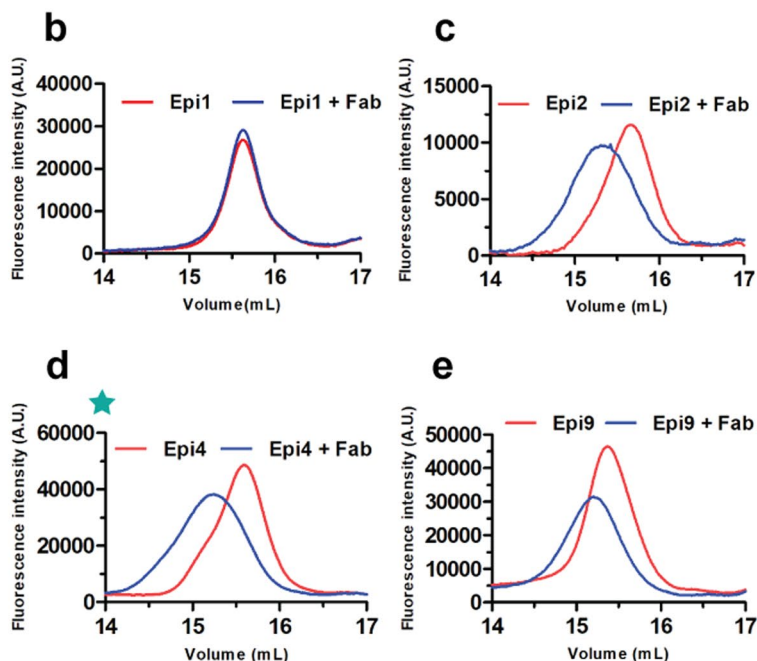 b
Fluorescence intensity (A.U.)
40000
30000
20000
10000
0
Epi1 Epi1 + Fab
14 15 16 17
Volume(mL)
c
Fluorescence intensity (A.U.)
15000
10000
5000
0
Epi2 Epi2 + Fab
14 15 16 17
Volume (mL)
d
Fluorescence intensity (A.U.)
60000
40000
20000
0
Epi4 Epi4 + Fab
14 15 16 17
Volume (mL)
e
Fluorescence intensity (A.U.)
50000
40000
30000
20000
10000
0
Epi9 Epi9 + Fab
14 15 16 17
Volume (mL)